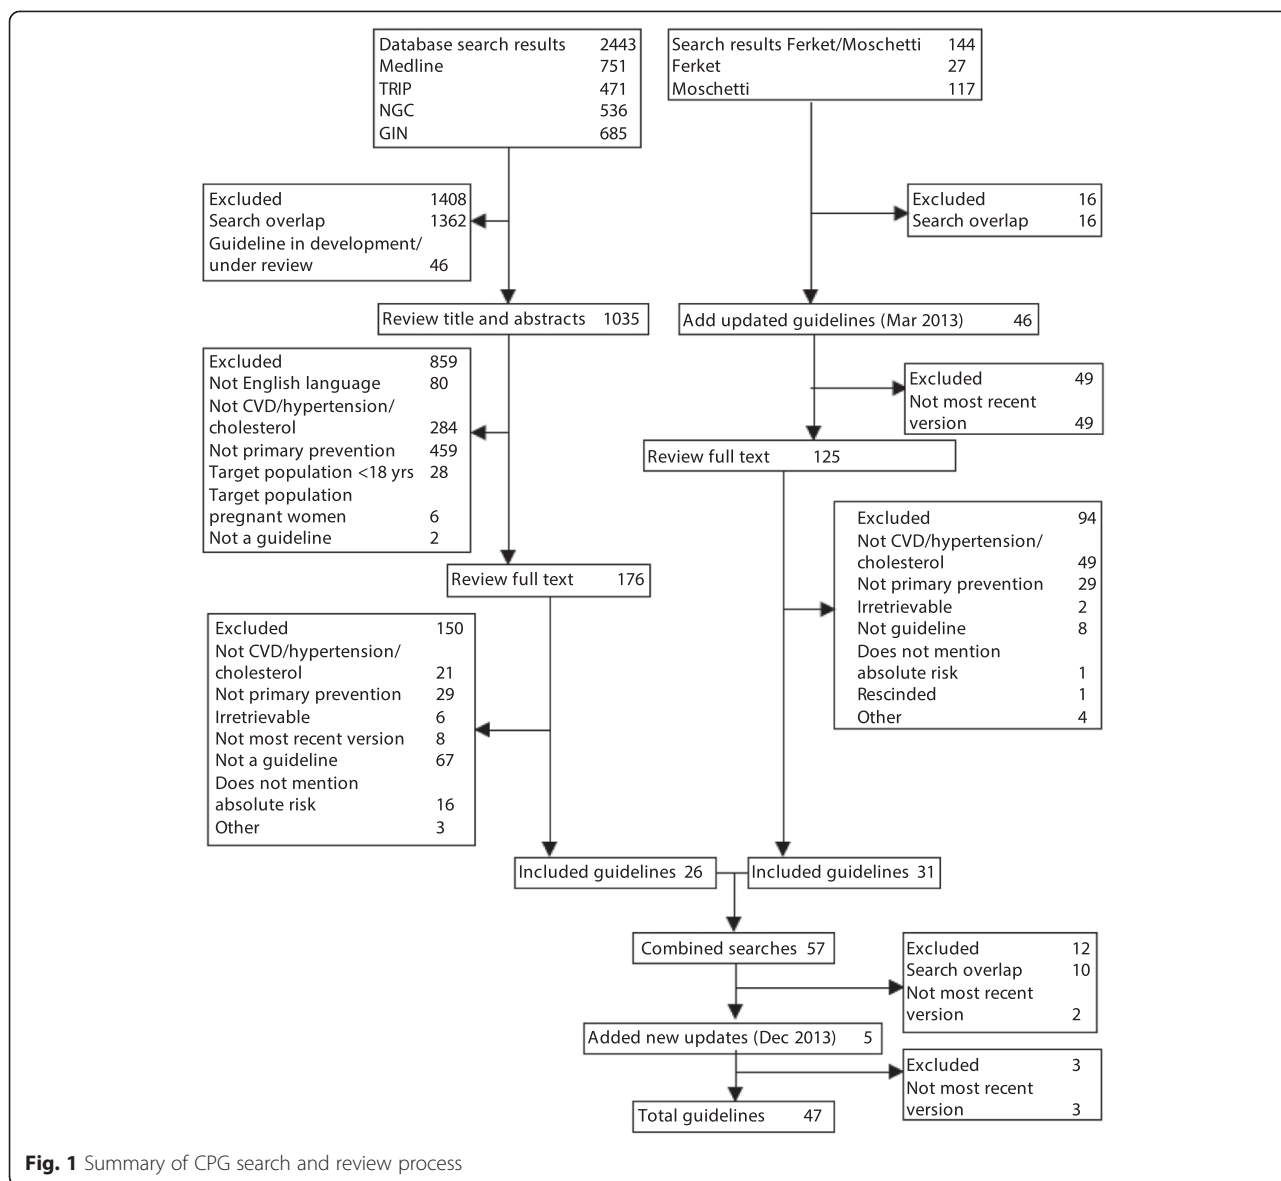 Database search results 2443
Medline 751
TRIP 471
NGC 536
GIN 685
Search results Ferket/Moschetti 144
Ferket 27
Moschetti 117
Excluded 1408
Search overlap 1362
Guideline in development/
under review 46
Excluded 16
Search overlap 16
Review title and abstracts 1035
Add updated guidelines (Mar 2013) 46
Excluded 859
Not English language 80
Not CVD/hypertension/
cholesterol 284
Not primary prevention 459
Target population <18 yrs 28
Target population
pregnant women 6
Not a guideline 2
Excluded 49
Not most recent
version 49
Review full text 125
Review full text 176
Excluded 94
Not CVD/hypertension/
cholesterol 49
Not primary prevention 29
Irretrievable 2
Not guideline 8
Does not mention
absolute risk 1
Rescinded 1
Other 4
Excluded 150
Not CVD/hypertension/
cholesterol 21
Not primary prevention 29
Irretrievable 6
Not most recent version 8
Not a guideline 67
Does not mention
absolute risk 16
Other 3
Included guidelines 26
Included guidelines 31
Combined searches 57
Excluded 12
Search overlap 10
Not most recent
version 2
Added new updates (Dec 2013) 5
Excluded 3
Not most recent
version 3
Total guidelines 47
Fig. 1 Summary of CPG search and review process